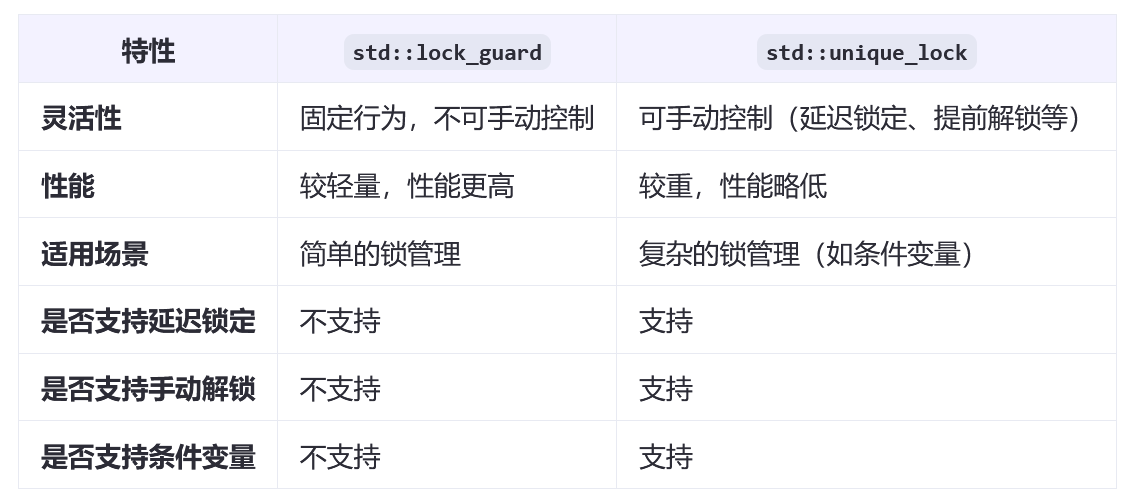 特性 std::lock_guard std::unique_lock
灵活性 固定行为，不可手动控制 可手动控制（延迟锁定、提前解锁等）
性能 较轻量，性能更高 较重，性能略低
适用场景 简单的锁管理 复杂的锁管理（如条件变量）
是否支持延迟锁定 不支持 支持
是否支持手动解锁 不支持 支持
是否支持条件变量 不支持 支持